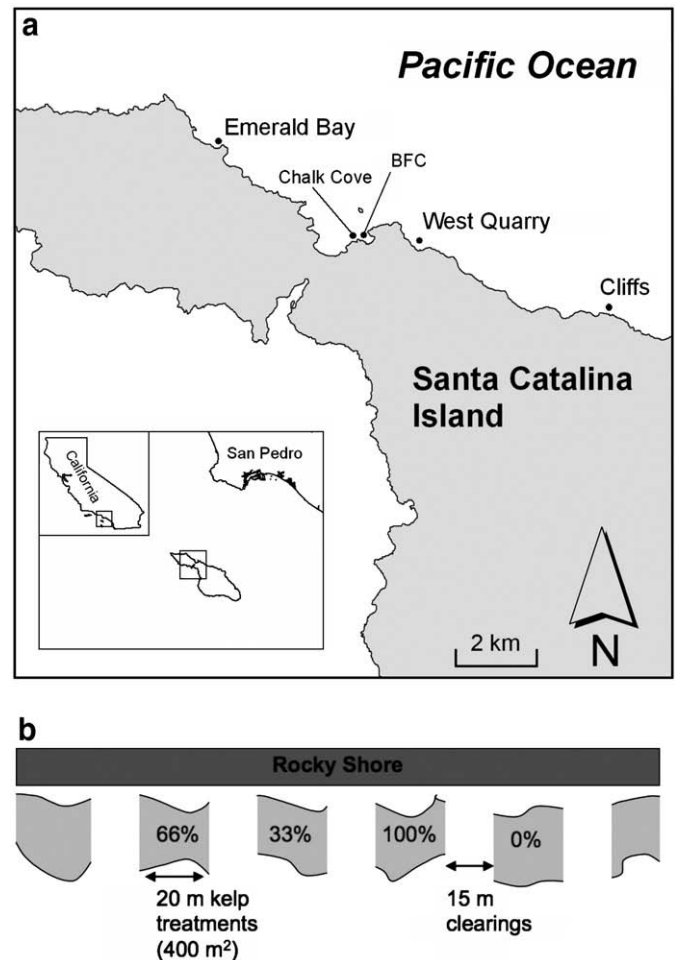 a
Pacific Ocean
Emerald Bay
BFC
Chalk Cove
West Quarry
Cliffs
Santa Catalina
Island
San Pedro
California
2 km
N
b
Rocky Shore
66%
33%
100%
0%
20 m kelp
treatments
(400 m²)
15 m
clearings